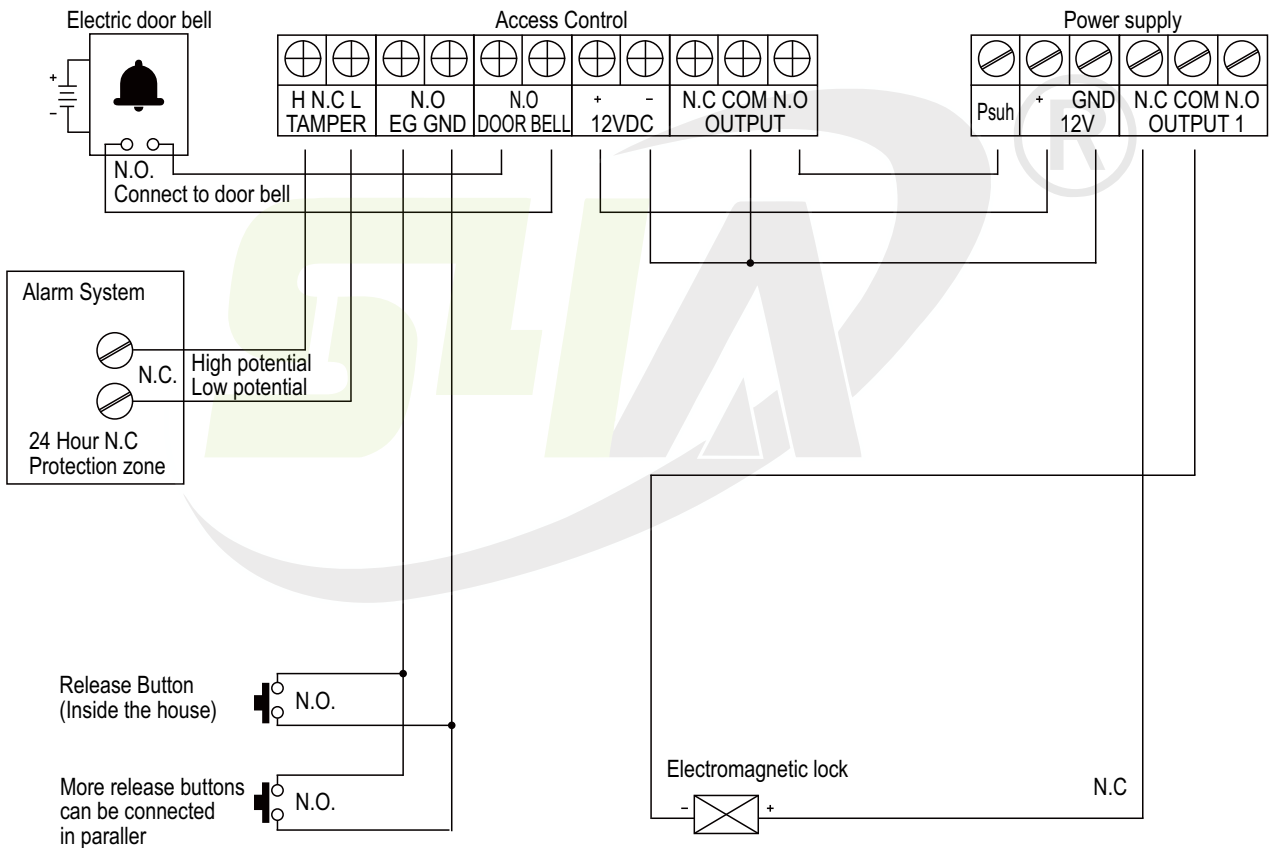 Electric door bell
Access Control
Power supply
+
-
H N.C L
TAMPER
N.O
EG GND
N.O
DOOR BELL
+ -
12VDC
N.C COM N.O
OUTPUT
Psuh
+ GND
12V
N.C COM N.O
OUTPUT 1
®
N.O.
Connect to door bell
S4A
Alarm System
N.C.
High potential
Low potential
24 Hour N.C
Protection zone
Release Button
(Inside the house)
N.O.
More release buttons
can be connected
in paraller
N.O.
Electromagnetic lock
- +
N.C